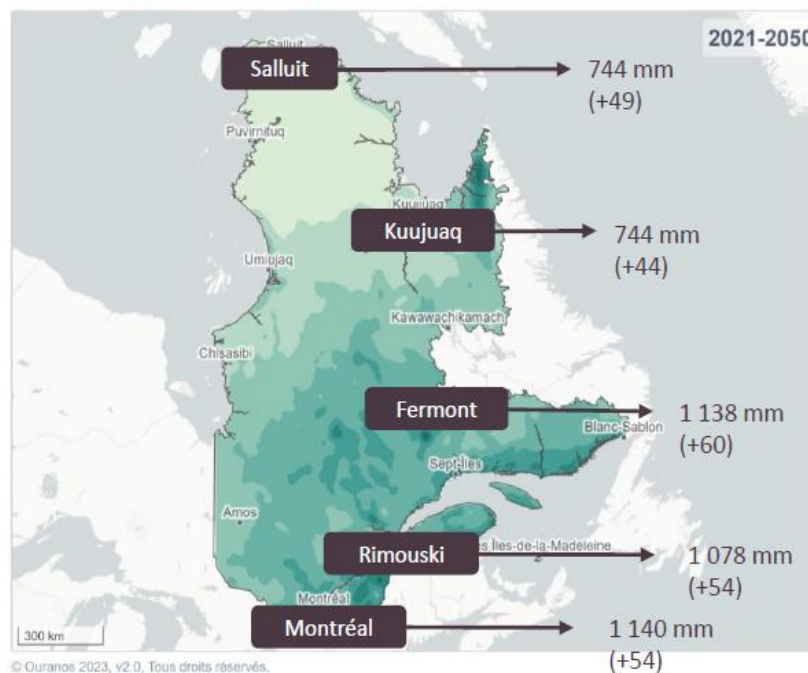 2021-2050
Salluit
Salluit
744 mm
(+49)
Puvirnituq
Kuujjuaq
Kuujuaq
744 mm
(+44)
Umiujaq
Kawawachikamach
Chisasibi
Fermont
1 138 mm
(+60)
Blanc-Sablon
Sept-Îles
Amos
Rimouski
es Îles-de-la-Madeleine
1 078 mm
(+54)
Montréal
Montréal
1 140 mm
(+54)
300 km
© Ouranos 2023, v2.0, Tous droits réservés.